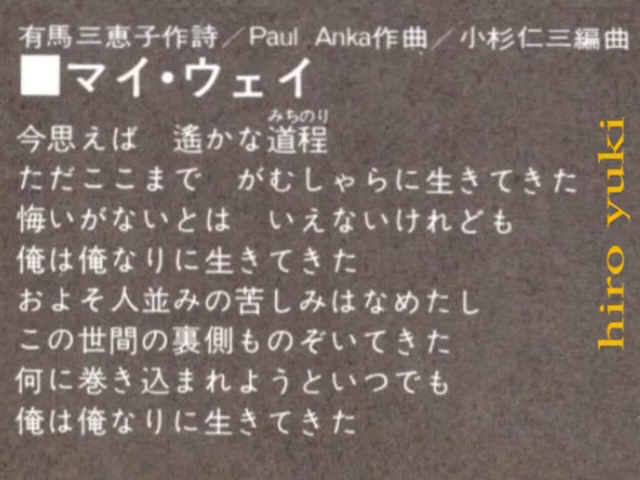 有馬三恵子作詩／Paul Anka作曲／小杉仁三編曲
■マイ・ウェイ
今思えば　遙かな道程
みちのり
ただここまで　がむしゃらに生きてきた
悔いがないとは　いえないけれども
俺は俺なりに生きてきた
およそ人並みの苦しみはなめたし
この世間の裏側ものぞいてきた
何に巻き込まれようといつでも
俺は俺なりに生きてきた
hiro yuki